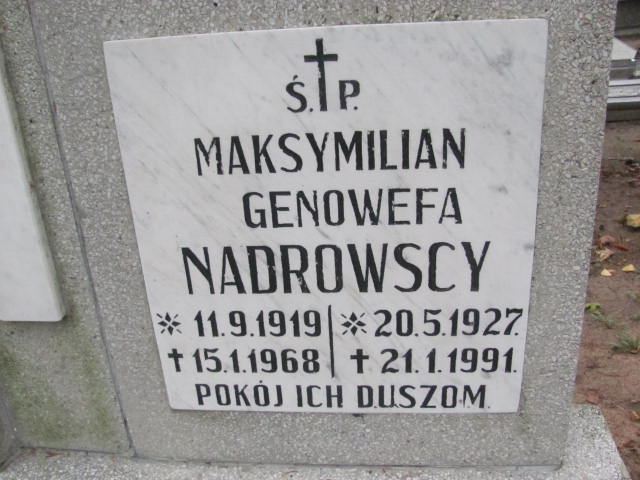 Ś.†P.
MAKSYMILIAN
GENOWEFA
NADROWSCY
* 11.9.1919 | * 20.5.1927.
† 15.1.1968 | † 21.1.1991.
POKÓJ ICH DUSZOM.